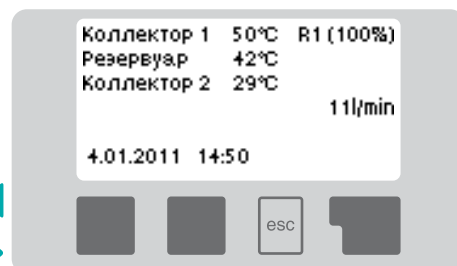 Коллектор 1 50°C R1 (100%)
Резервуар 42°C
Коллектор 2 29°C
11l/min
4.01.2011 14:50
esc